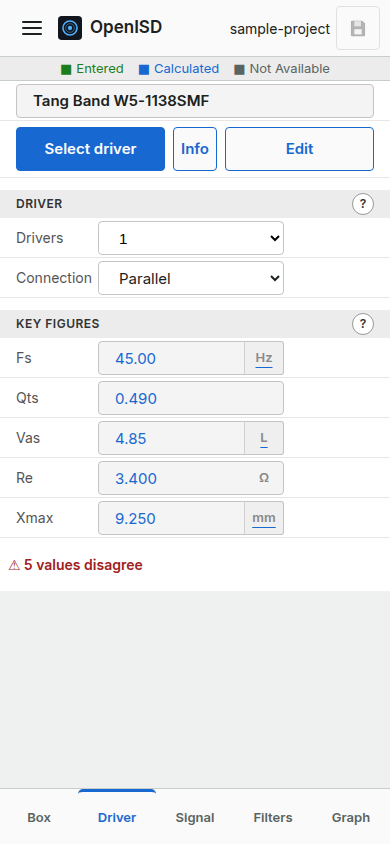 OpenISD
sample-project
Entered Calculated Not Available
Tang Band W5-1138SMF
Select driver Info Edit
DRIVER ?
Drivers 1
Connection Parallel
KEY FIGURES ?
Fs 45.00 Hz
Qts 0.490
Vas 4.85 L
Re 3.400 Ω
Xmax 9.250 mm
⚠ 5 values disagree
Box Driver Signal Filters Graph